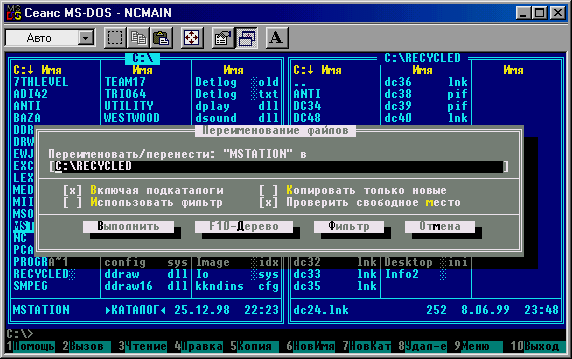 Сеанс MS-DOS - NCMAIN
Авто
C:\ C:\RECYCLED
C:↓ Имя Имя Имя C:↓ Имя Имя
7THLEVEL TEAM17 Detlog old .. dc36 lnk
ADI42 TRIO64 Detlog txt ANTI dc38 pif
ANTI UTILITY dplay dll DC34 dc39 pif
BAZA WESTWOOD dsound dll DC48 dc40 lnk
DDR
DRW
EWJ
EXC
LEX
MED
MII
MSO
MST
NC
PCA
Переименование файлов
Переименовать/перенести: "MSTATION" в
[C:\RECYCLED ]
[x] Включая подкаталоги [ ] Копировать только новые
[ ] Использовать фильтр [x] Проверить свободное место
Выполнить F10-Дерево Фильтр Отмена
PROGRA~1 config sys Image idx dc32 lnk Desktop ini
RECYCLED ddraw dll Io sys dc33 lnk Info2
SMPEG ddraw16 dll kkndins cfg dc35 lnk
MSTATION ►КАТАЛОГ◄ 25.12.98 22:23 dc24.lnk 252 8.06.99 23:48
C:\>
1Помощь 2Вызов 3Чтение 4Правка 5Копия 6НовИмя 7НовКат 8Удал-е 9Меню 10Выход